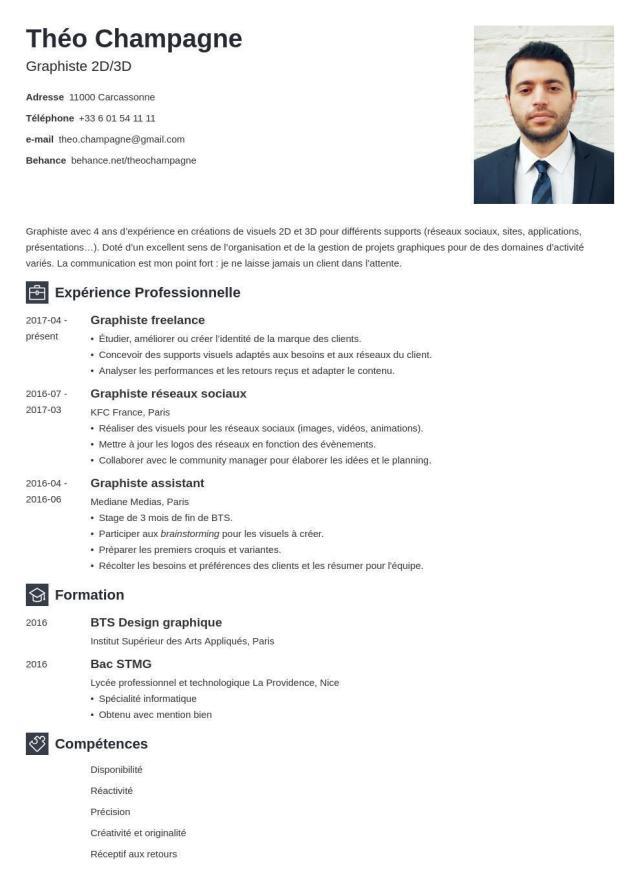 Théo Champagne
Graphiste 2D/3D
Adresse 11000 Carcassonne
Téléphone +33 6 01 54 11 11
e-mail theo.champagne@gmail.com
Behance behance.net/theochampagne
Graphiste avec 4 ans d'expérience en créations de visuels 2D et 3D pour différents supports (réseaux sociaux, sites, applications,
présentations…). Doté d'un excellent sens de l'organisation et de la gestion de projets graphiques pour de des domaines d'activité
variés. La communication est mon point fort : je ne laisse jamais un client dans l'attente.
Expérience Professionnelle
2017-04 -
présent
Graphiste freelance
• Étudier, améliorer ou créer l'identité de la marque des clients.
• Concevoir des supports visuels adaptés aux besoins et aux réseaux du client.
• Analyser les performances et les retours reçus et adapter le contenu.
2016-07 -
2017-03
Graphiste réseaux sociaux
KFC France, Paris
• Réaliser des visuels pour les réseaux sociaux (images, vidéos, animations).
• Mettre à jour les logos des réseaux en fonction des évènements.
• Collaborer avec le community manager pour élaborer les idées et le planning.
2016-04 -
2016-06
Graphiste assistant
Mediane Medias, Paris
• Stage de 3 mois de fin de BTS.
• Participer aux brainstorming pour les visuels à créer.
• Préparer les premiers croquis et variantes.
• Récolter les besoins et préférences des clients et les résumer pour l'équipe.
Formation
2016
BTS Design graphique
Institut Supérieur des Arts Appliqués, Paris
2016
Bac STMG
Lycée professionnel et technologique La Providence, Nice
• Spécialité informatique
• Obtenu avec mention bien
Compétences
Disponibilité
Réactivité
Précision
Créativité et originalité
Réceptif aux retours